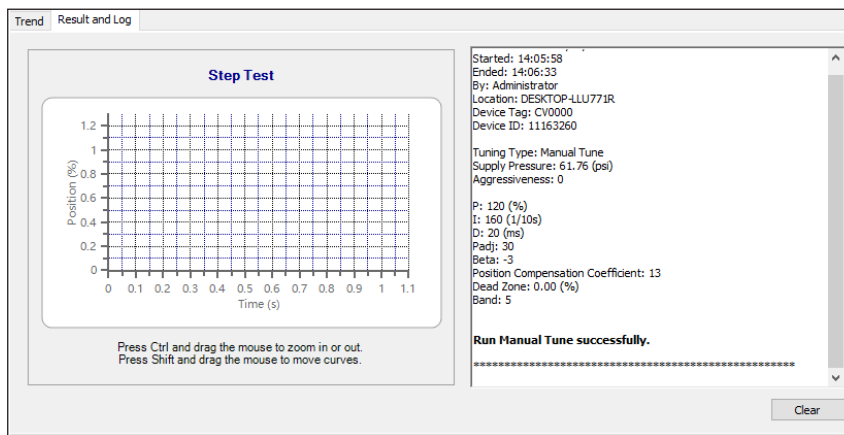 Trend
Result and Log
Step Test
1.2
1
0.8
0.6
0.4
0.2
0
Position (%)
0 0.1 0.2 0.3 0.4 0.5 0.6 0.7 0.8 0.9 1 1.1
Time (s)
Press Ctrl and drag the mouse to zoom in or out.
Press Shift and drag the mouse to move curves.
Started: 14:05:58
Ended: 14:06:33
By: Administrator
Location: DESKTOP-LLU771R
Device Tag: CV0000
Device ID: 11163260
Tuning Type: Manual Tune
Supply Pressure: 61.76 (psi)
Aggressiveness: 0
P: 120 (%)
I: 160 (1/10s)
D: 20 (ms)
Padj: 30
Beta: -3
Position Compensation Coefficient: 13
Dead Zone: 0.00 (%)
Band: 5
Run Manual Tune successfully.
****************************************************
Clear